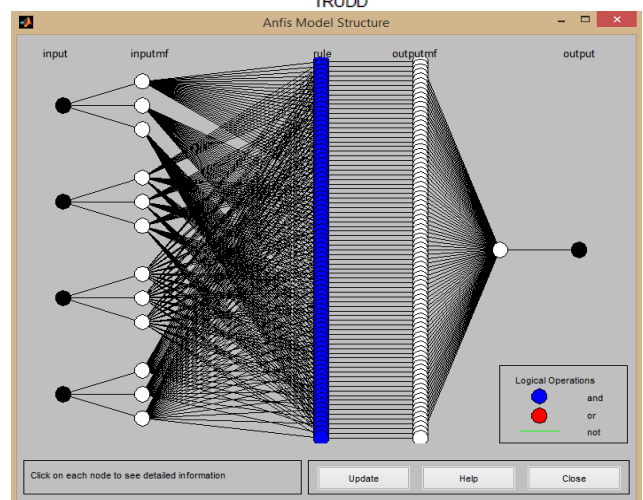 TRUDD
Anfis Model Structure
input inputmf rule outputmf output
Logical Operations
and
or
not
Click on each node to see detailed information
Update Help Close